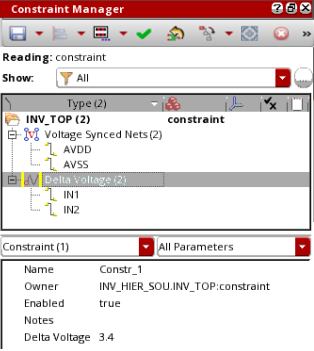 Constraint Manager
Reading: constraint
Show: All
Type (2)
INV_TOP (2) constraint
Voltage Synced Nets (2)
AVDD
AVSS
Delta Voltage (2)
IN1
IN2
Constraint (1) All Parameters
Name Constr_1
Owner INV_HIER_SOU.INV_TOP:constraint
Enabled true
Notes
Delta Voltage 3.4